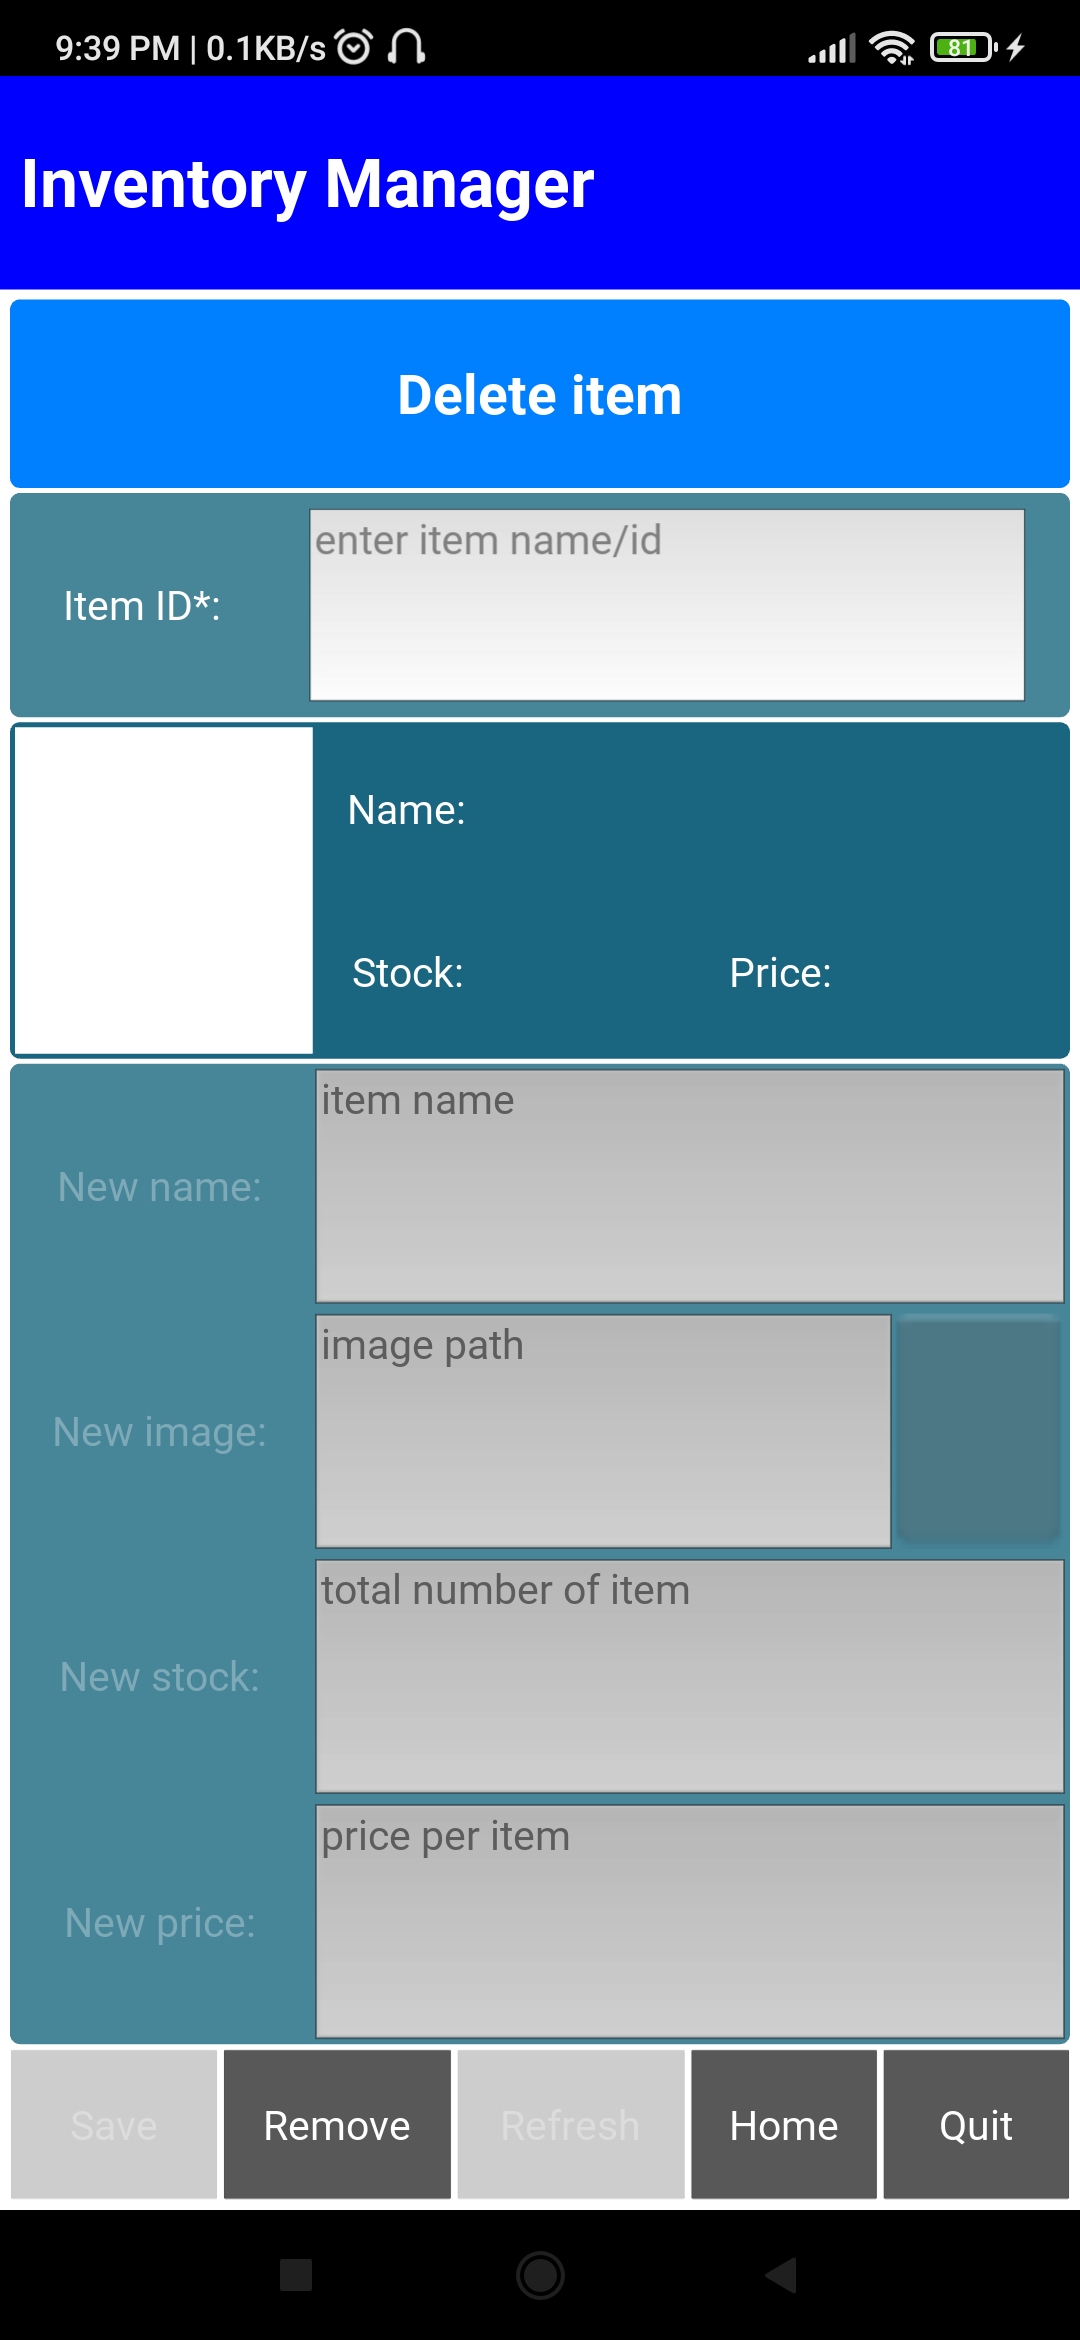 9:39 PM | 0.1KB/s 81
Inventory Manager
Delete item
Item ID*: enter item name/id
Name:
Stock: Price:
New name: item name
New image: image path
New stock: total number of item
New price: price per item
Save Remove Refresh Home Quit